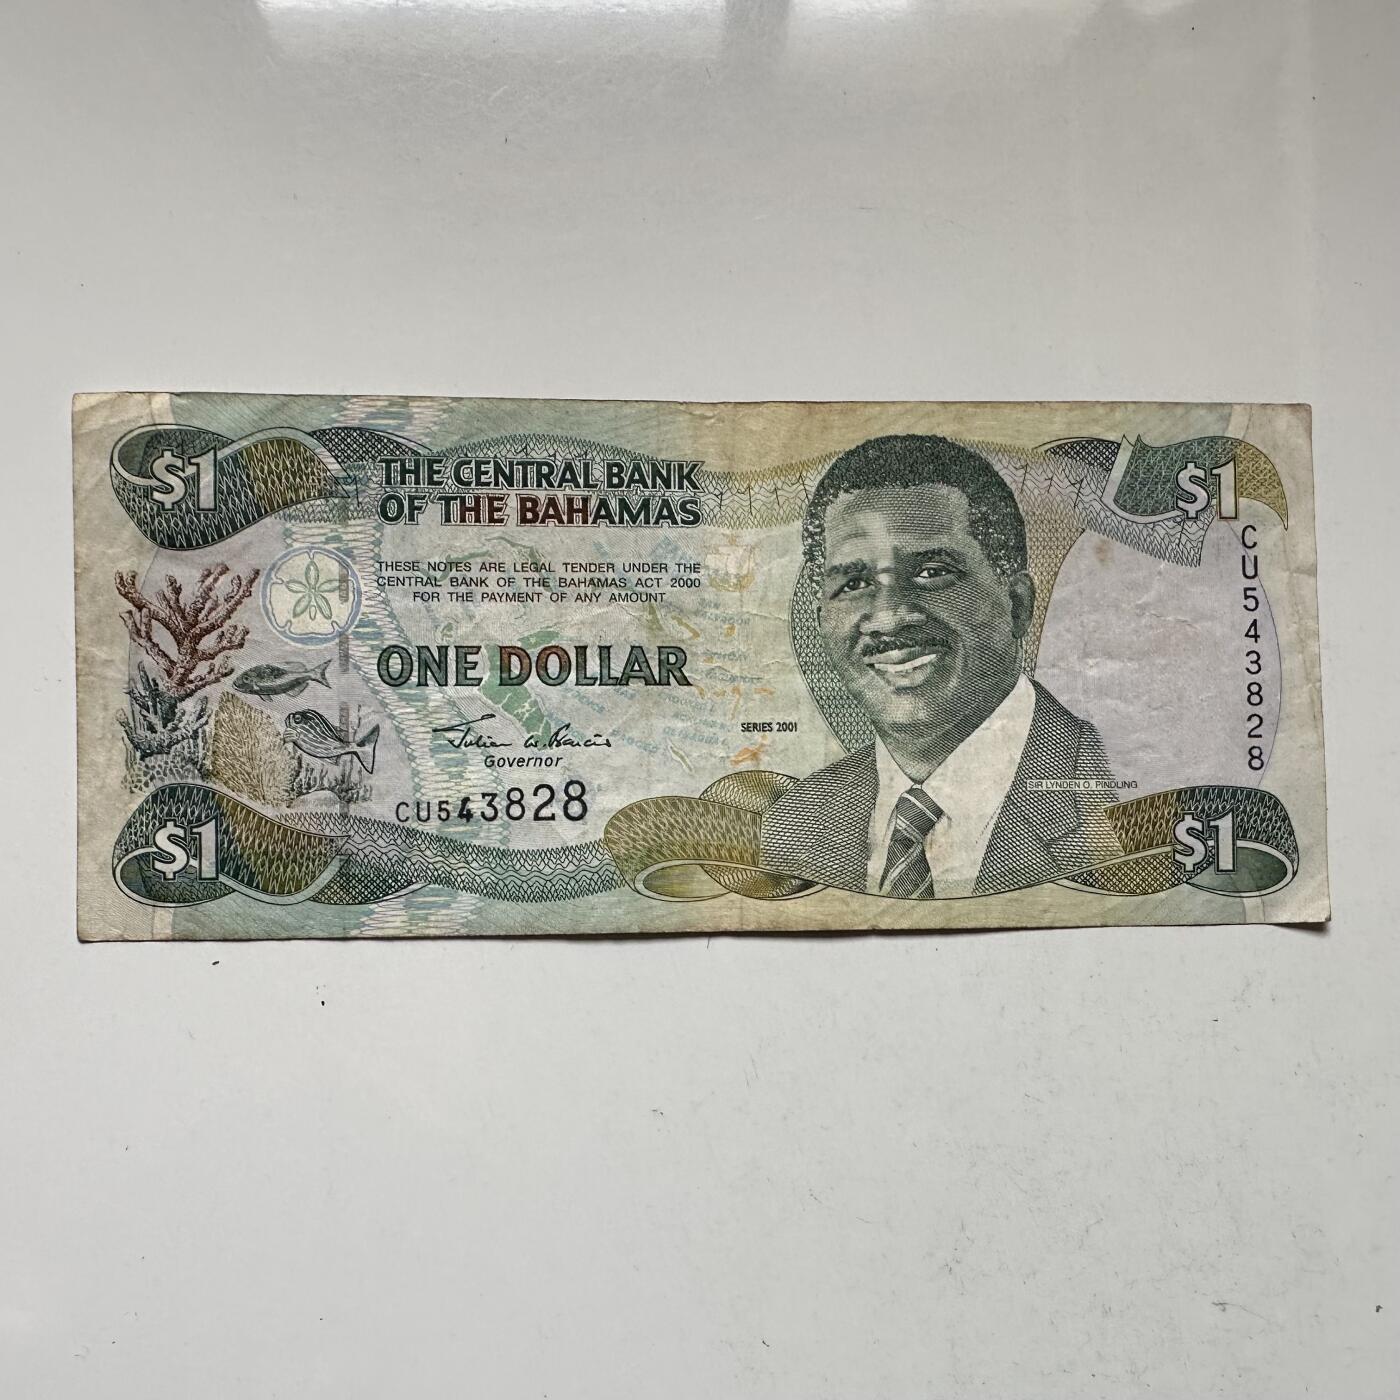 $1
THE CENTRAL BANK
OF THE BAHAMAS
$1
CU543828
THESE NOTES ARE LEGAL TENDER UNDER THE
CENTRAL BANK OF THE BAHAMAS ACT 2000
FOR THE PAYMENT OF ANY AMOUNT
ONE DOLLAR
SERIES 2001
Julian W. Francis
Governor
SIR LYNDEN O. PINDLING
CU543828
$1
$1